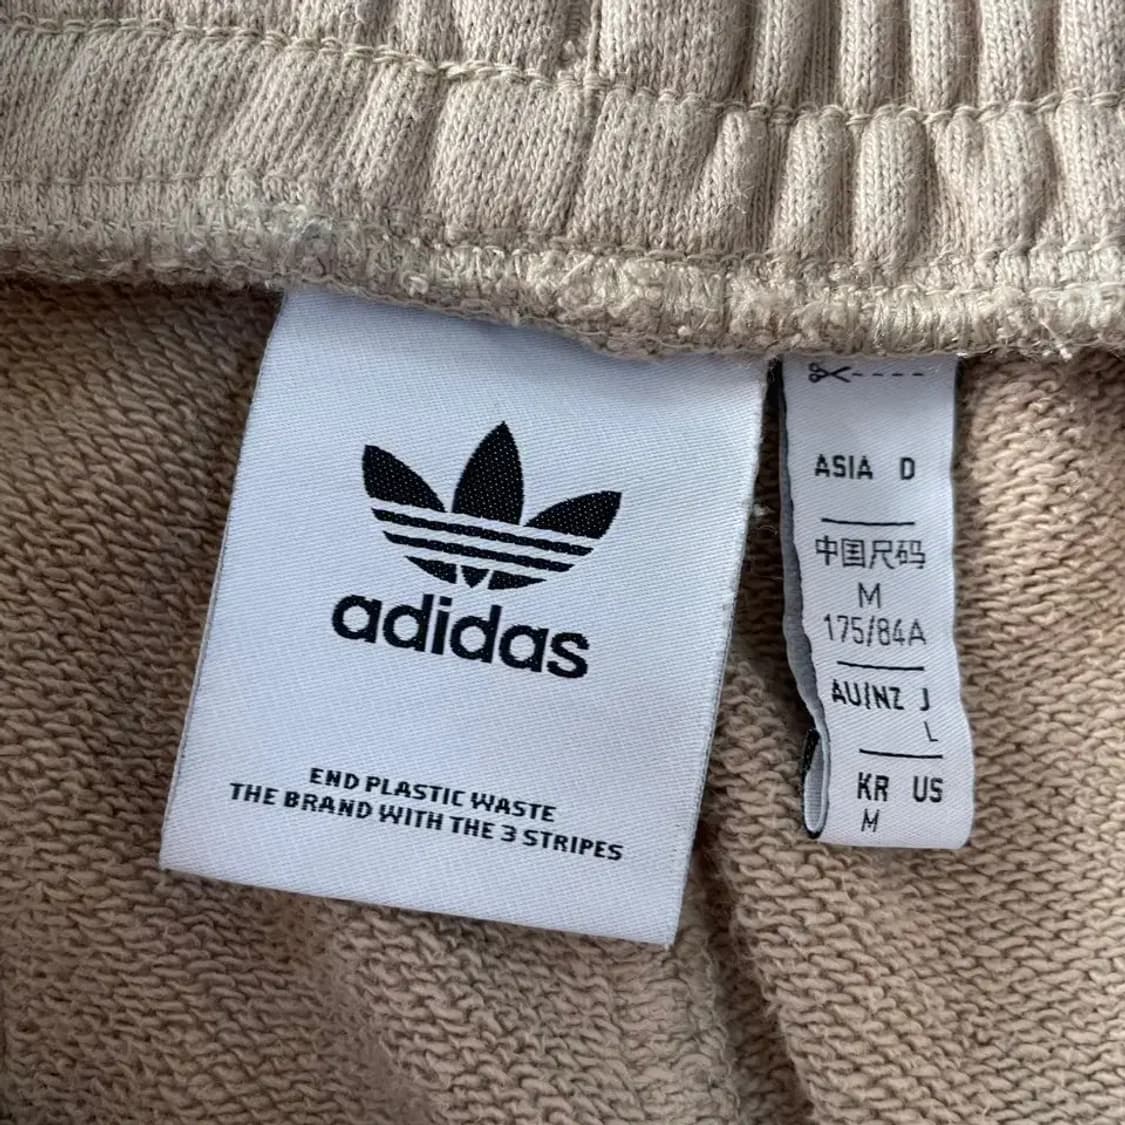 adidas
END PLASTIC WASTE
THE BRAND WITH THE 3 STRIPES
ASIA D
中国尺码
M
175/84A
AU/NZ J
L
KR US
M